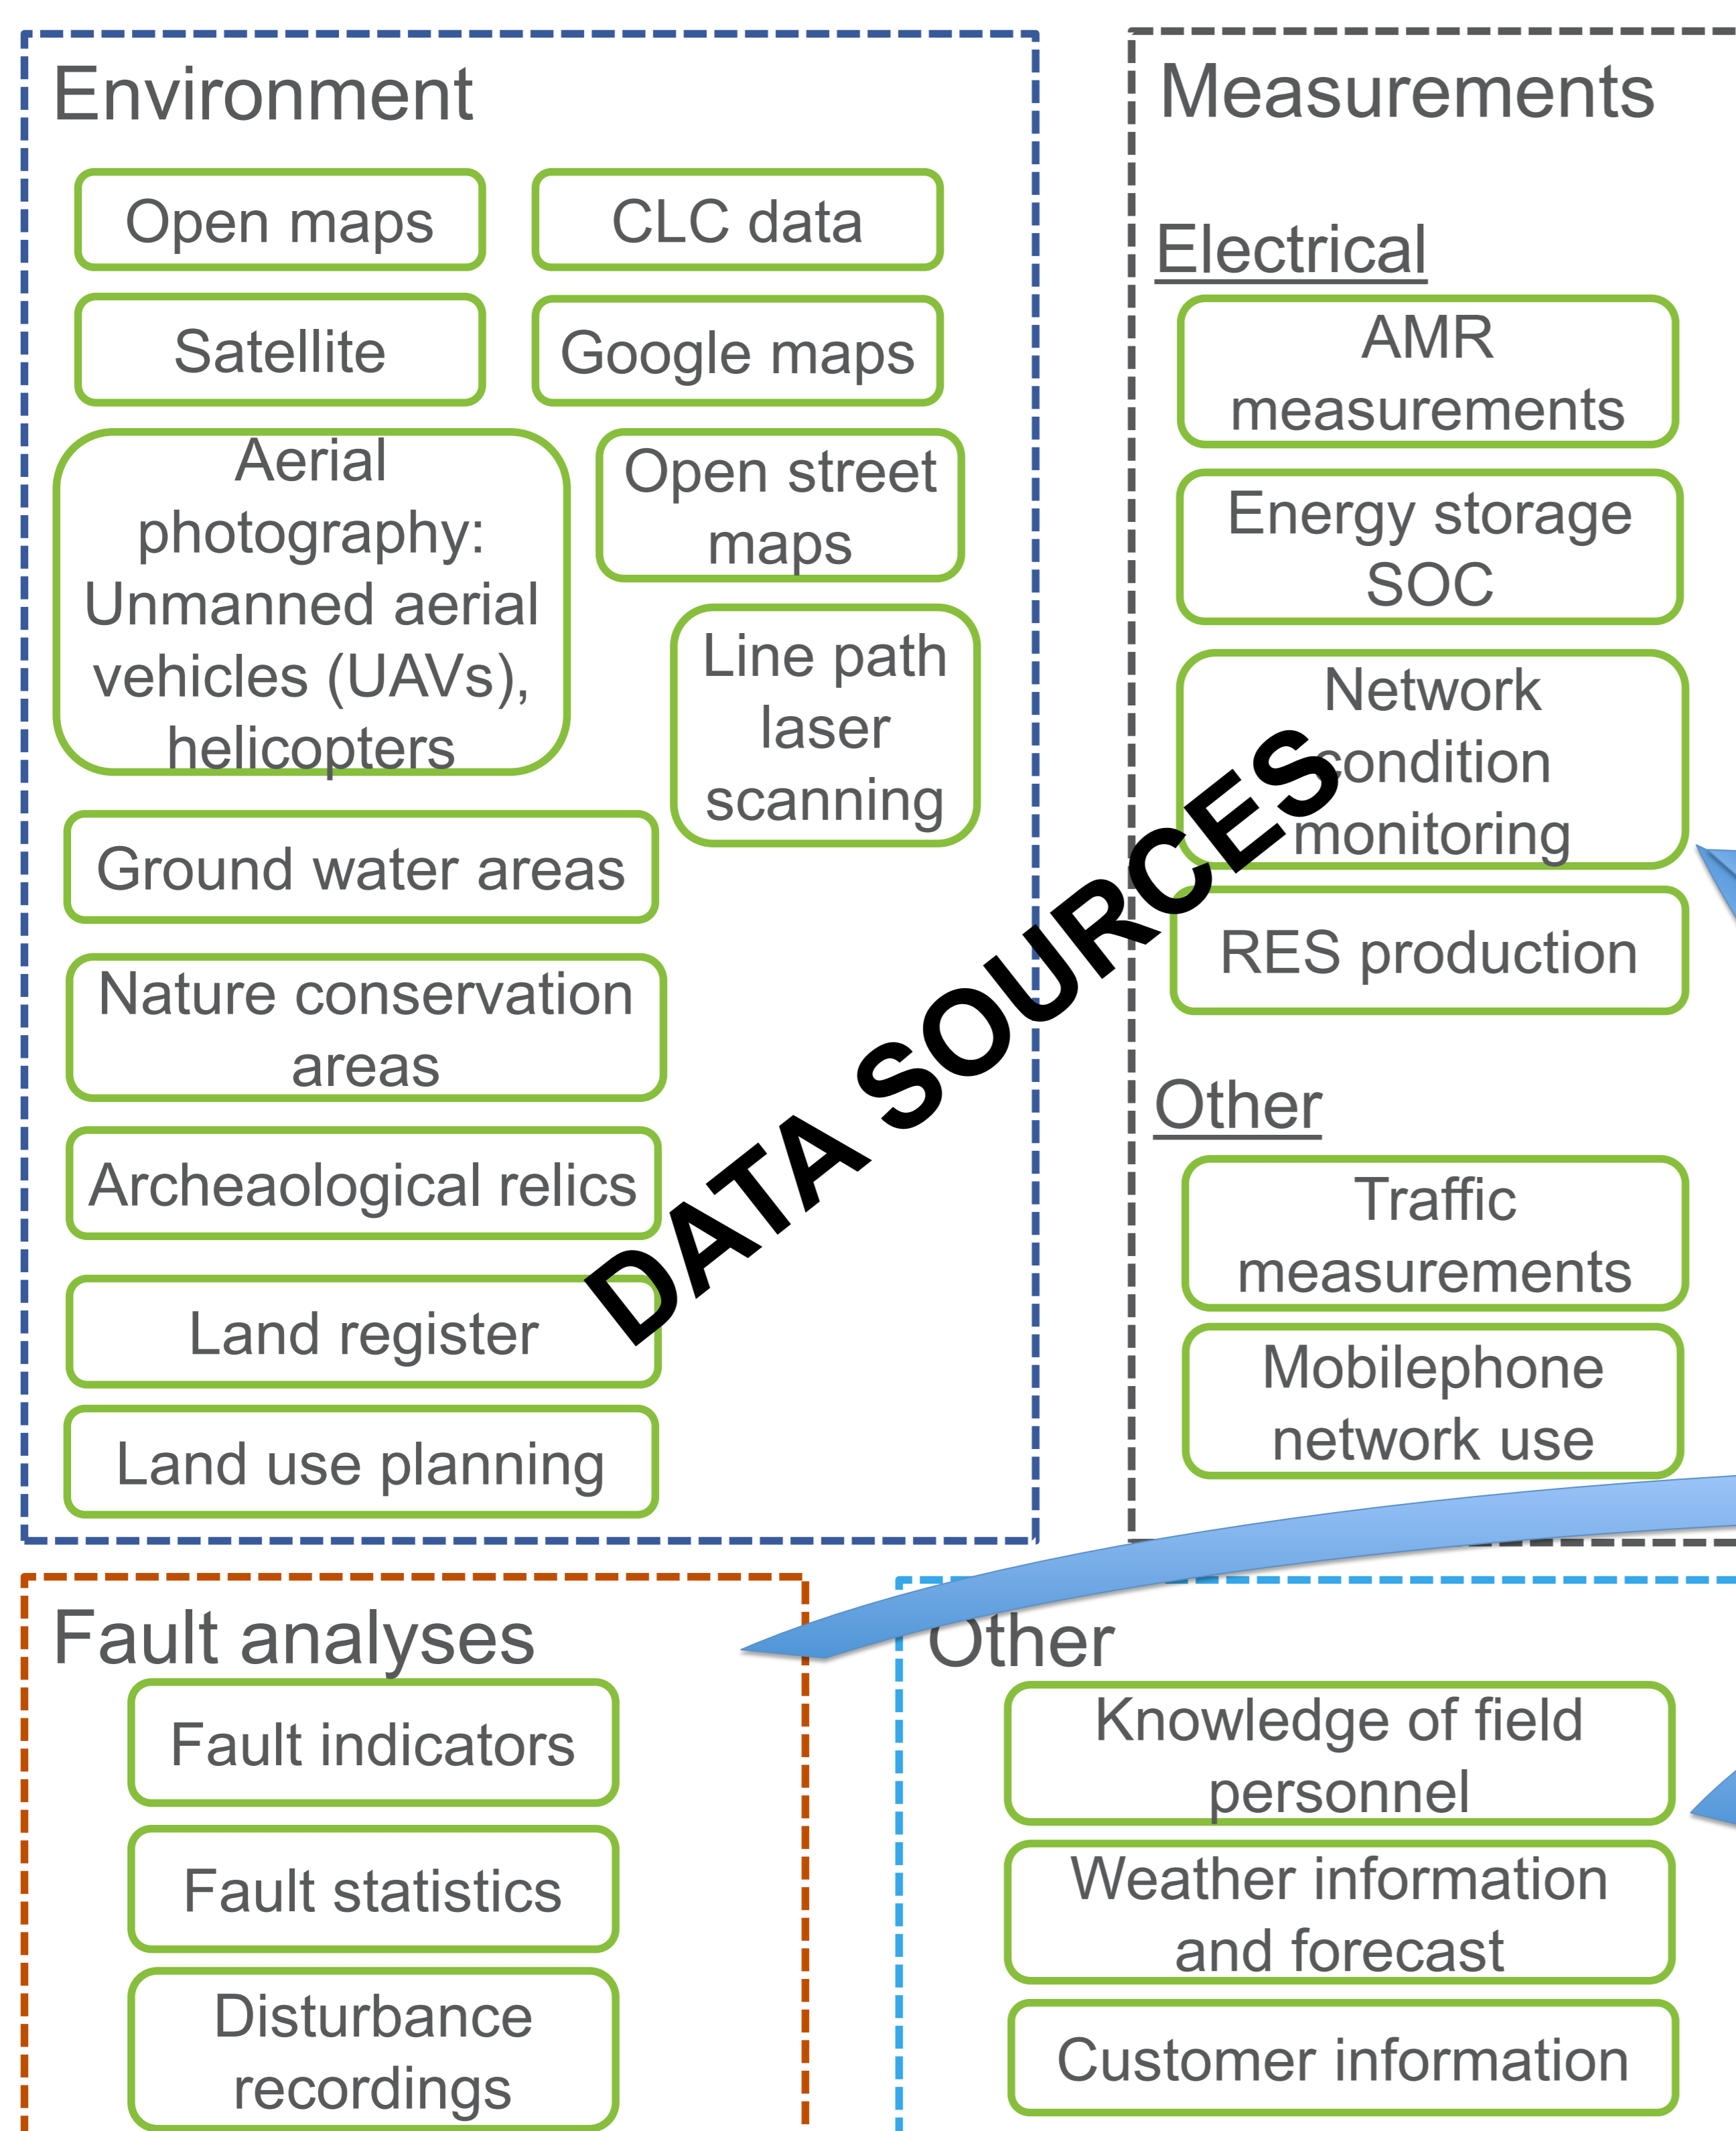 Environment
Open maps
CLC data
Satellite
Google maps
Aerial
photography:
Unmanned aerial
vehicles (UAVs),
helicopters
Open street
maps
Line path
laser
scanning
Ground water areas
Nature conservation
areas
Archeaological relics
Land register
Land use planning
DATA SOURCES
Measurements
Electrical
AMR
measurements
Energy storage
SOC
Network
condition
monitoring
RES production
Other
Traffic
measurements
Mobilephone
network use
Fault analyses
Fault indicators
Fault statistics
Disturbance
recordings
Other
Knowledge of field
personnel
Weather information
and forecast
Customer information